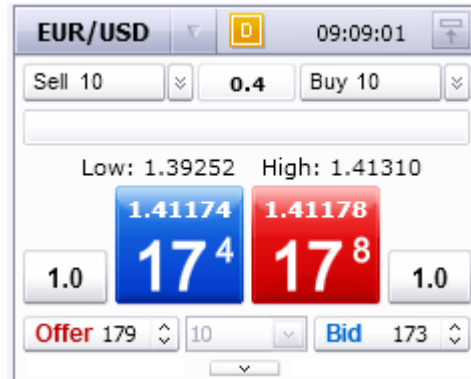 EUR/USD D 09:09:01
Sell 10 0.4 Buy 10
Low: 1.39252 High: 1.41310
1.41174 1.41178
1.0 17 4 17 8 1.0
Offer 179 10 Bid 173